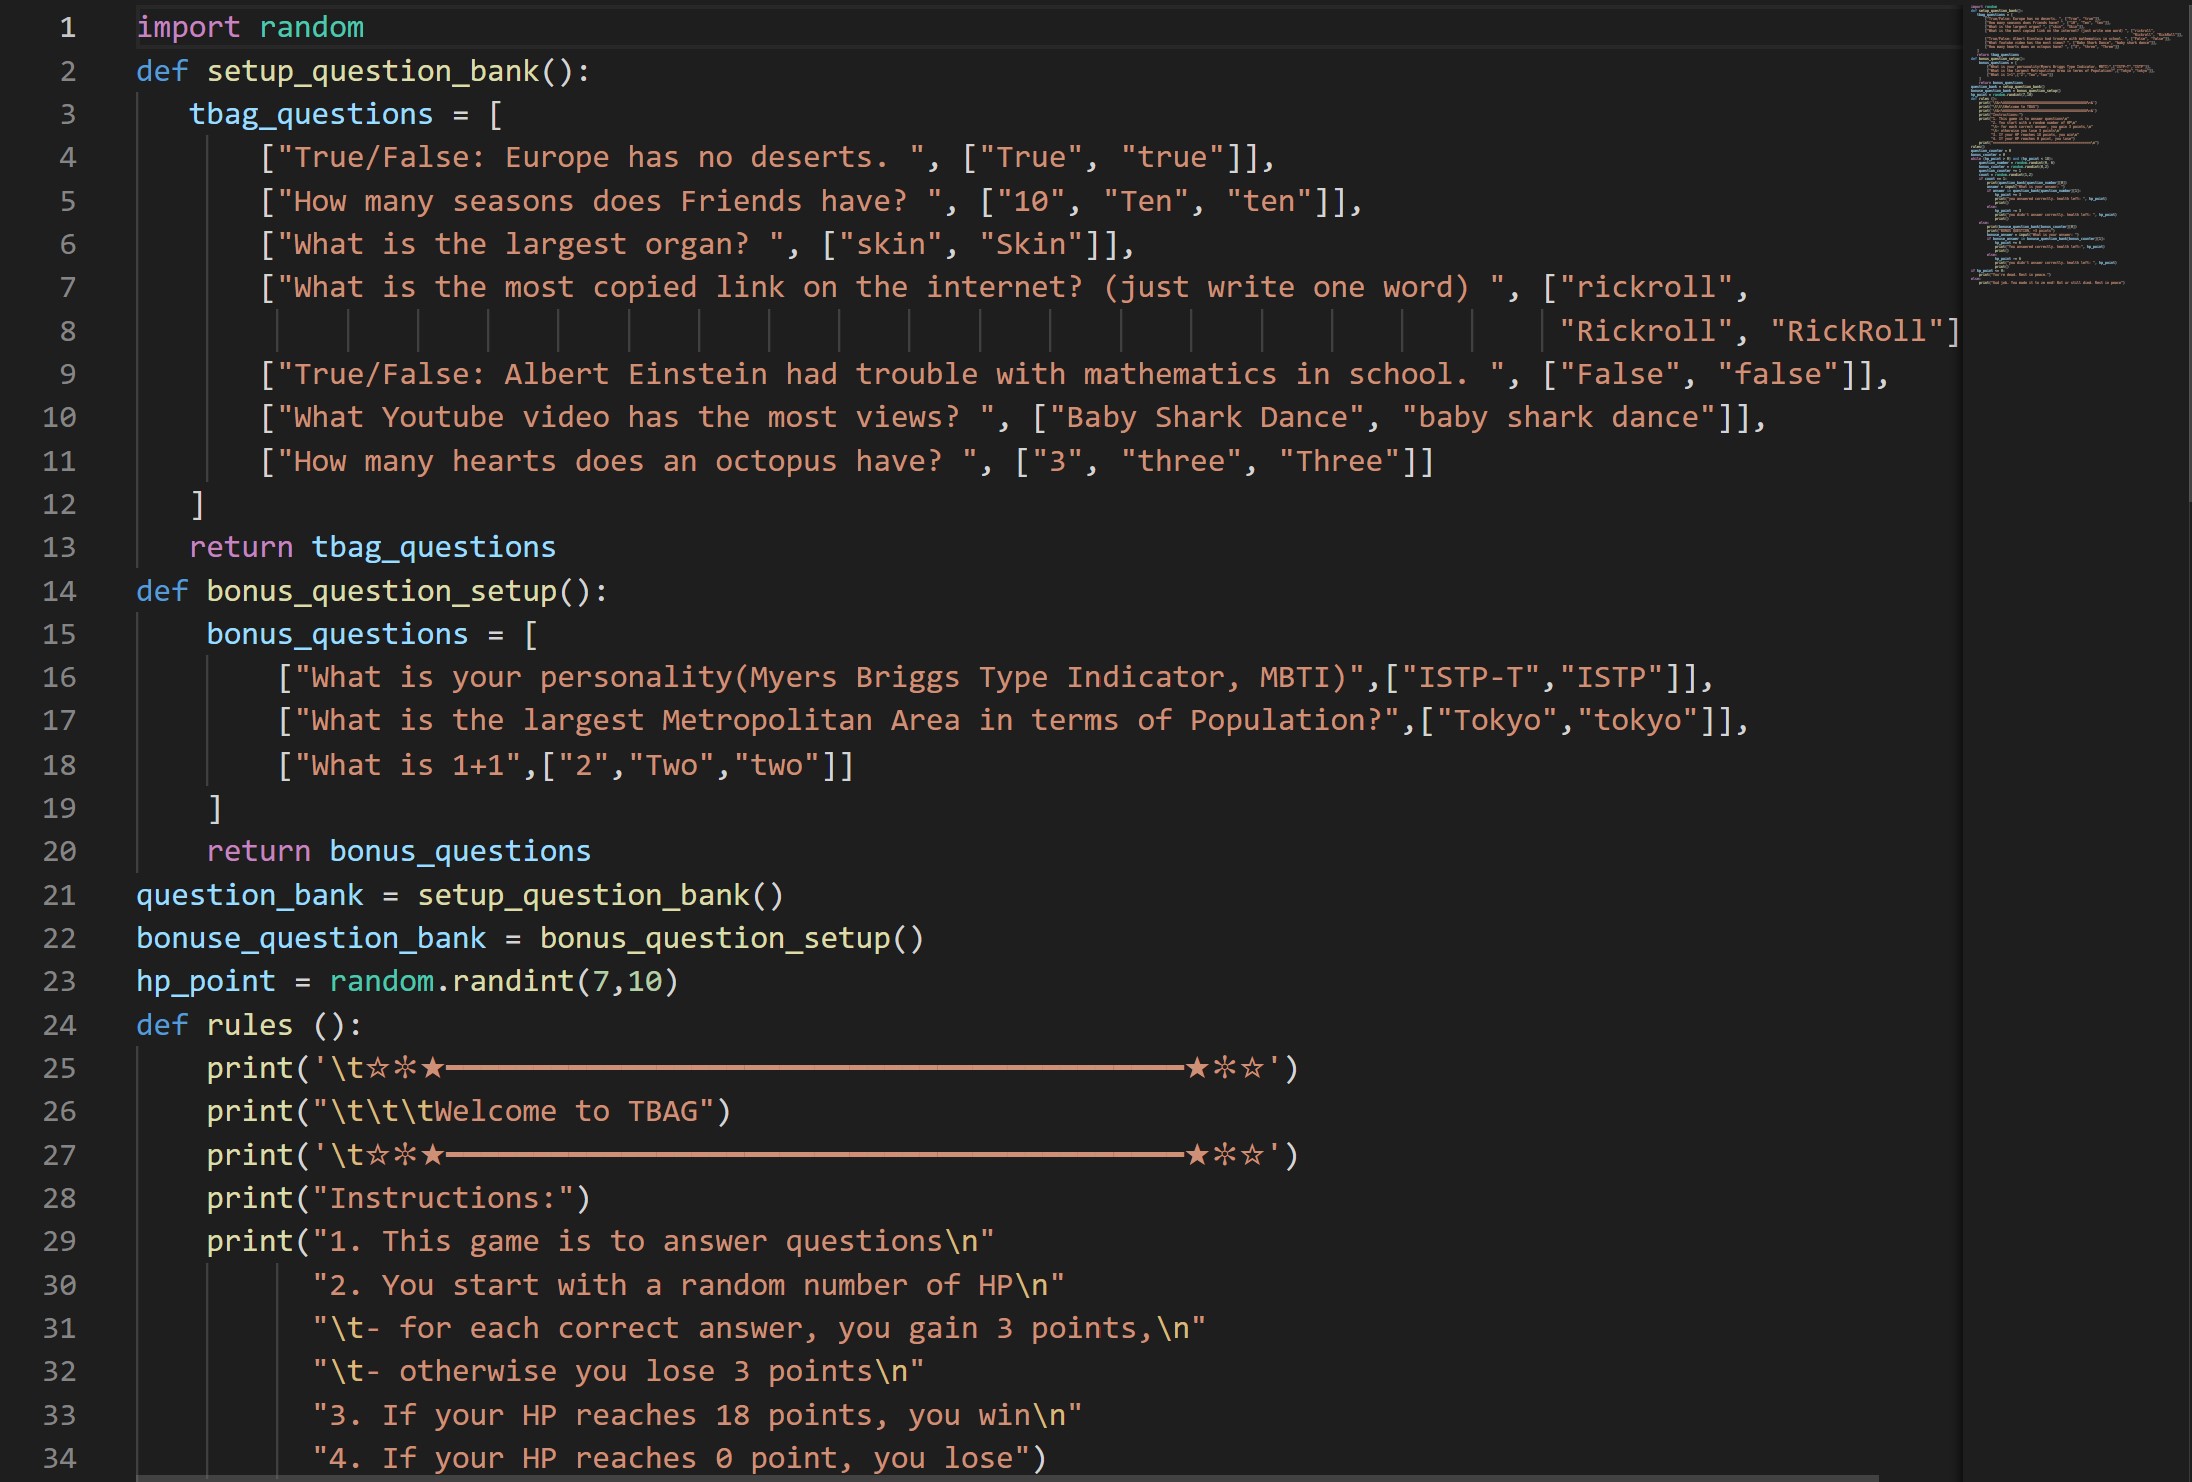 1 import random
2 def setup_question_bank():
3    tbag_questions = [
4        ["True/False: Europe has no deserts. ", ["True", "true"]],
5        ["How many seasons does Friends have? ", ["10", "Ten", "ten"]],
6        ["What is the largest organ? ", ["skin", "Skin"]],
7        ["What is the most copied link on the internet? (just write one word) ", ["rickroll",
8                                                                                  "Rickroll", "RickRoll"]
9        ["True/False: Albert Einstein had trouble with mathematics in school. ", ["False", "false"]],
10        ["What Youtube video has the most views? ", ["Baby Shark Dance", "baby shark dance"]],
11        ["How many hearts does an octopus have? ", ["3", "three", "Three"]]
12    ]
13    return tbag_questions
14 def bonus_question_setup():
15     bonus_questions = [
16         ["What is your personality(Myers Briggs Type Indicator, MBTI)",["ISTP-T","ISTP"]],
17         ["What is the largest Metropolitan Area in terms of Population?",["Tokyo","tokyo"]],
18         ["What is 1+1",["2","Two","two"]]
19     ]
20     return bonus_questions
21 question_bank = setup_question_bank()
22 bonuse_question_bank = bonus_question_setup()
23 hp_point = random.randint(7,10)
24 def rules ():
25     print('\t☆✼★━━━━━━━━━━━━━━━━━━━━━━━━━━━━━━━━━━━━━━━━━━★✼☆')
26     print("\t\t\tWelcome to TBAG")
27     print('\t☆✼★━━━━━━━━━━━━━━━━━━━━━━━━━━━━━━━━━━━━━━━━━━★✼☆')
28     print("Instructions:")
29     print("1. This game is to answer questions\n"
30           "2. You start with a random number of HP\n"
31           "\t- for each correct answer, you gain 3 points,\n"
32           "\t- otherwise you lose 3 points\n"
33           "3. If your HP reaches 18 points, you win\n"
34           "4. If your HP reaches 0 point, you lose")